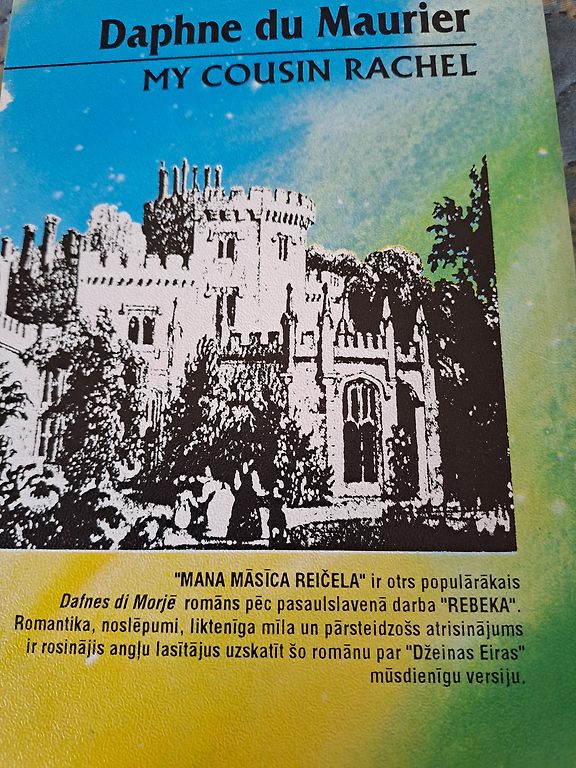 Daphne du Maurier
MY COUSIN RACHEL
"MANA MĀSĪCA REIČELA" ir otrs populārākais
Dafnes di Morjē romāns pēc pasaulslavenā darba "REBEKA".
Romantika, noslēpumi, liktenīga mīla un pārsteidzošs atrisinājums
ir rosinājis angļu lasītājus uzskatīt šo romānu par "Džeinas Eiras"
mūsdienīgu versiju.